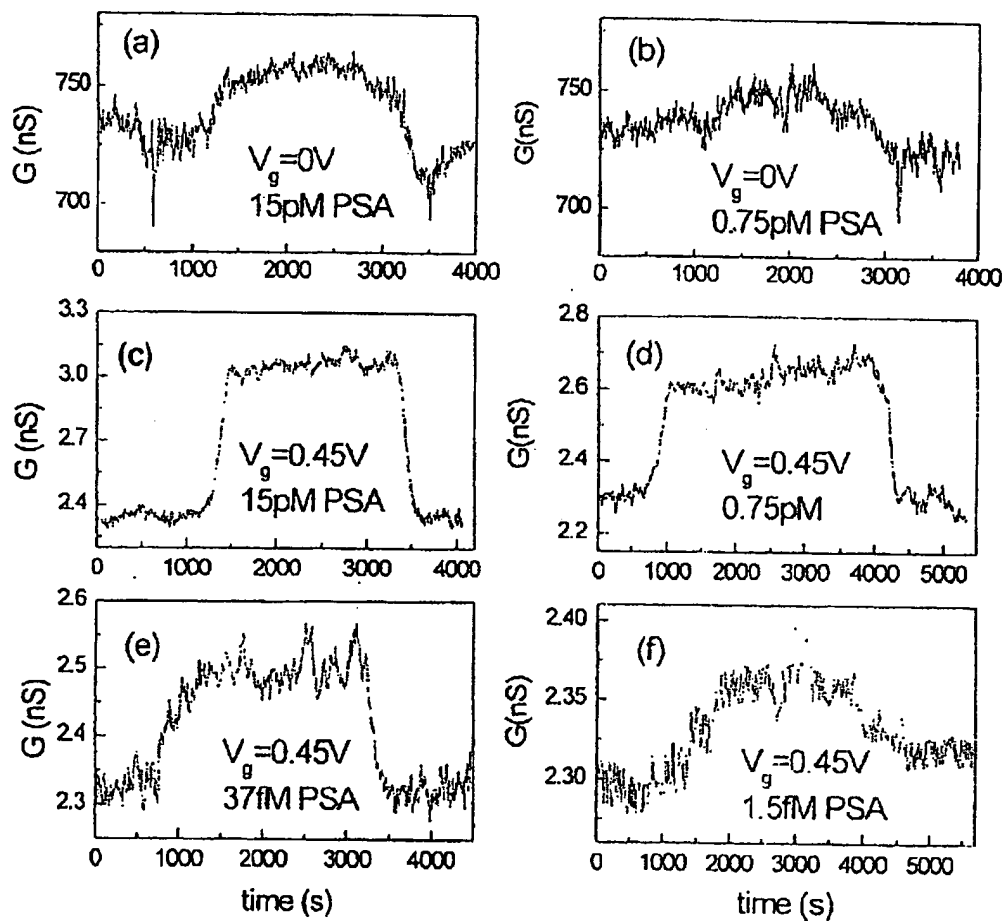 (a)
G (nS)
750
700
V_g=0V
15pM PSA
0 1000 2000 3000 4000
(b)
G(nS)
750
700
V_g=0V
0.75pM PSA
0 1000 2000 3000 4000
(c)
G (nS)
3.3
3.0
2.7
2.4
V_g=0.45V
15pM PSA
0 1000 2000 3000 4000
(d)
G(nS)
2.8
2.6
2.4
2.2
V_g=0.45V
0.75pM
0 1000 2000 3000 4000 5000
(e)
G (nS)
2.6
2.5
2.4
2.3
V_g=0.45V
37fM PSA
0 1000 2000 3000 4000
time (s)
(f)
G(nS)
2.40
2.35
2.30
V_g=0.45V
1.5fM PSA
0 1000 2000 3000 4000 5000
time (s)